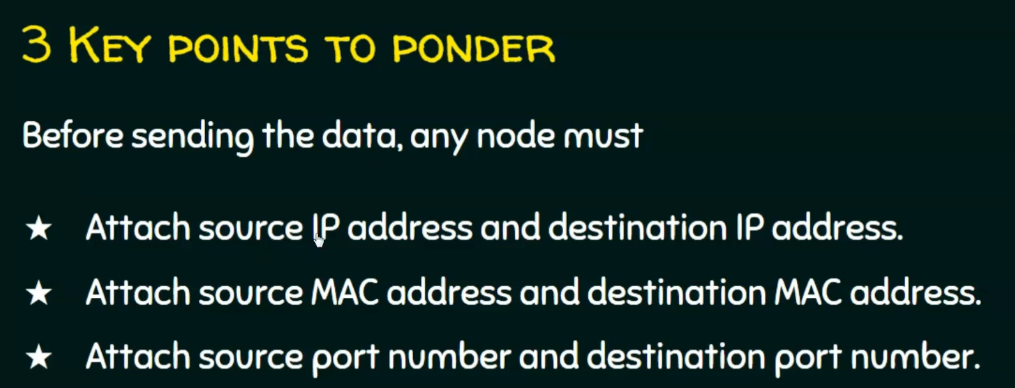 3 Key points to ponder
Before sending the data, any node must
★ Attach source IP address and destination IP address.
★ Attach source MAC address and destination MAC address.
★ Attach source port number and destination port number.